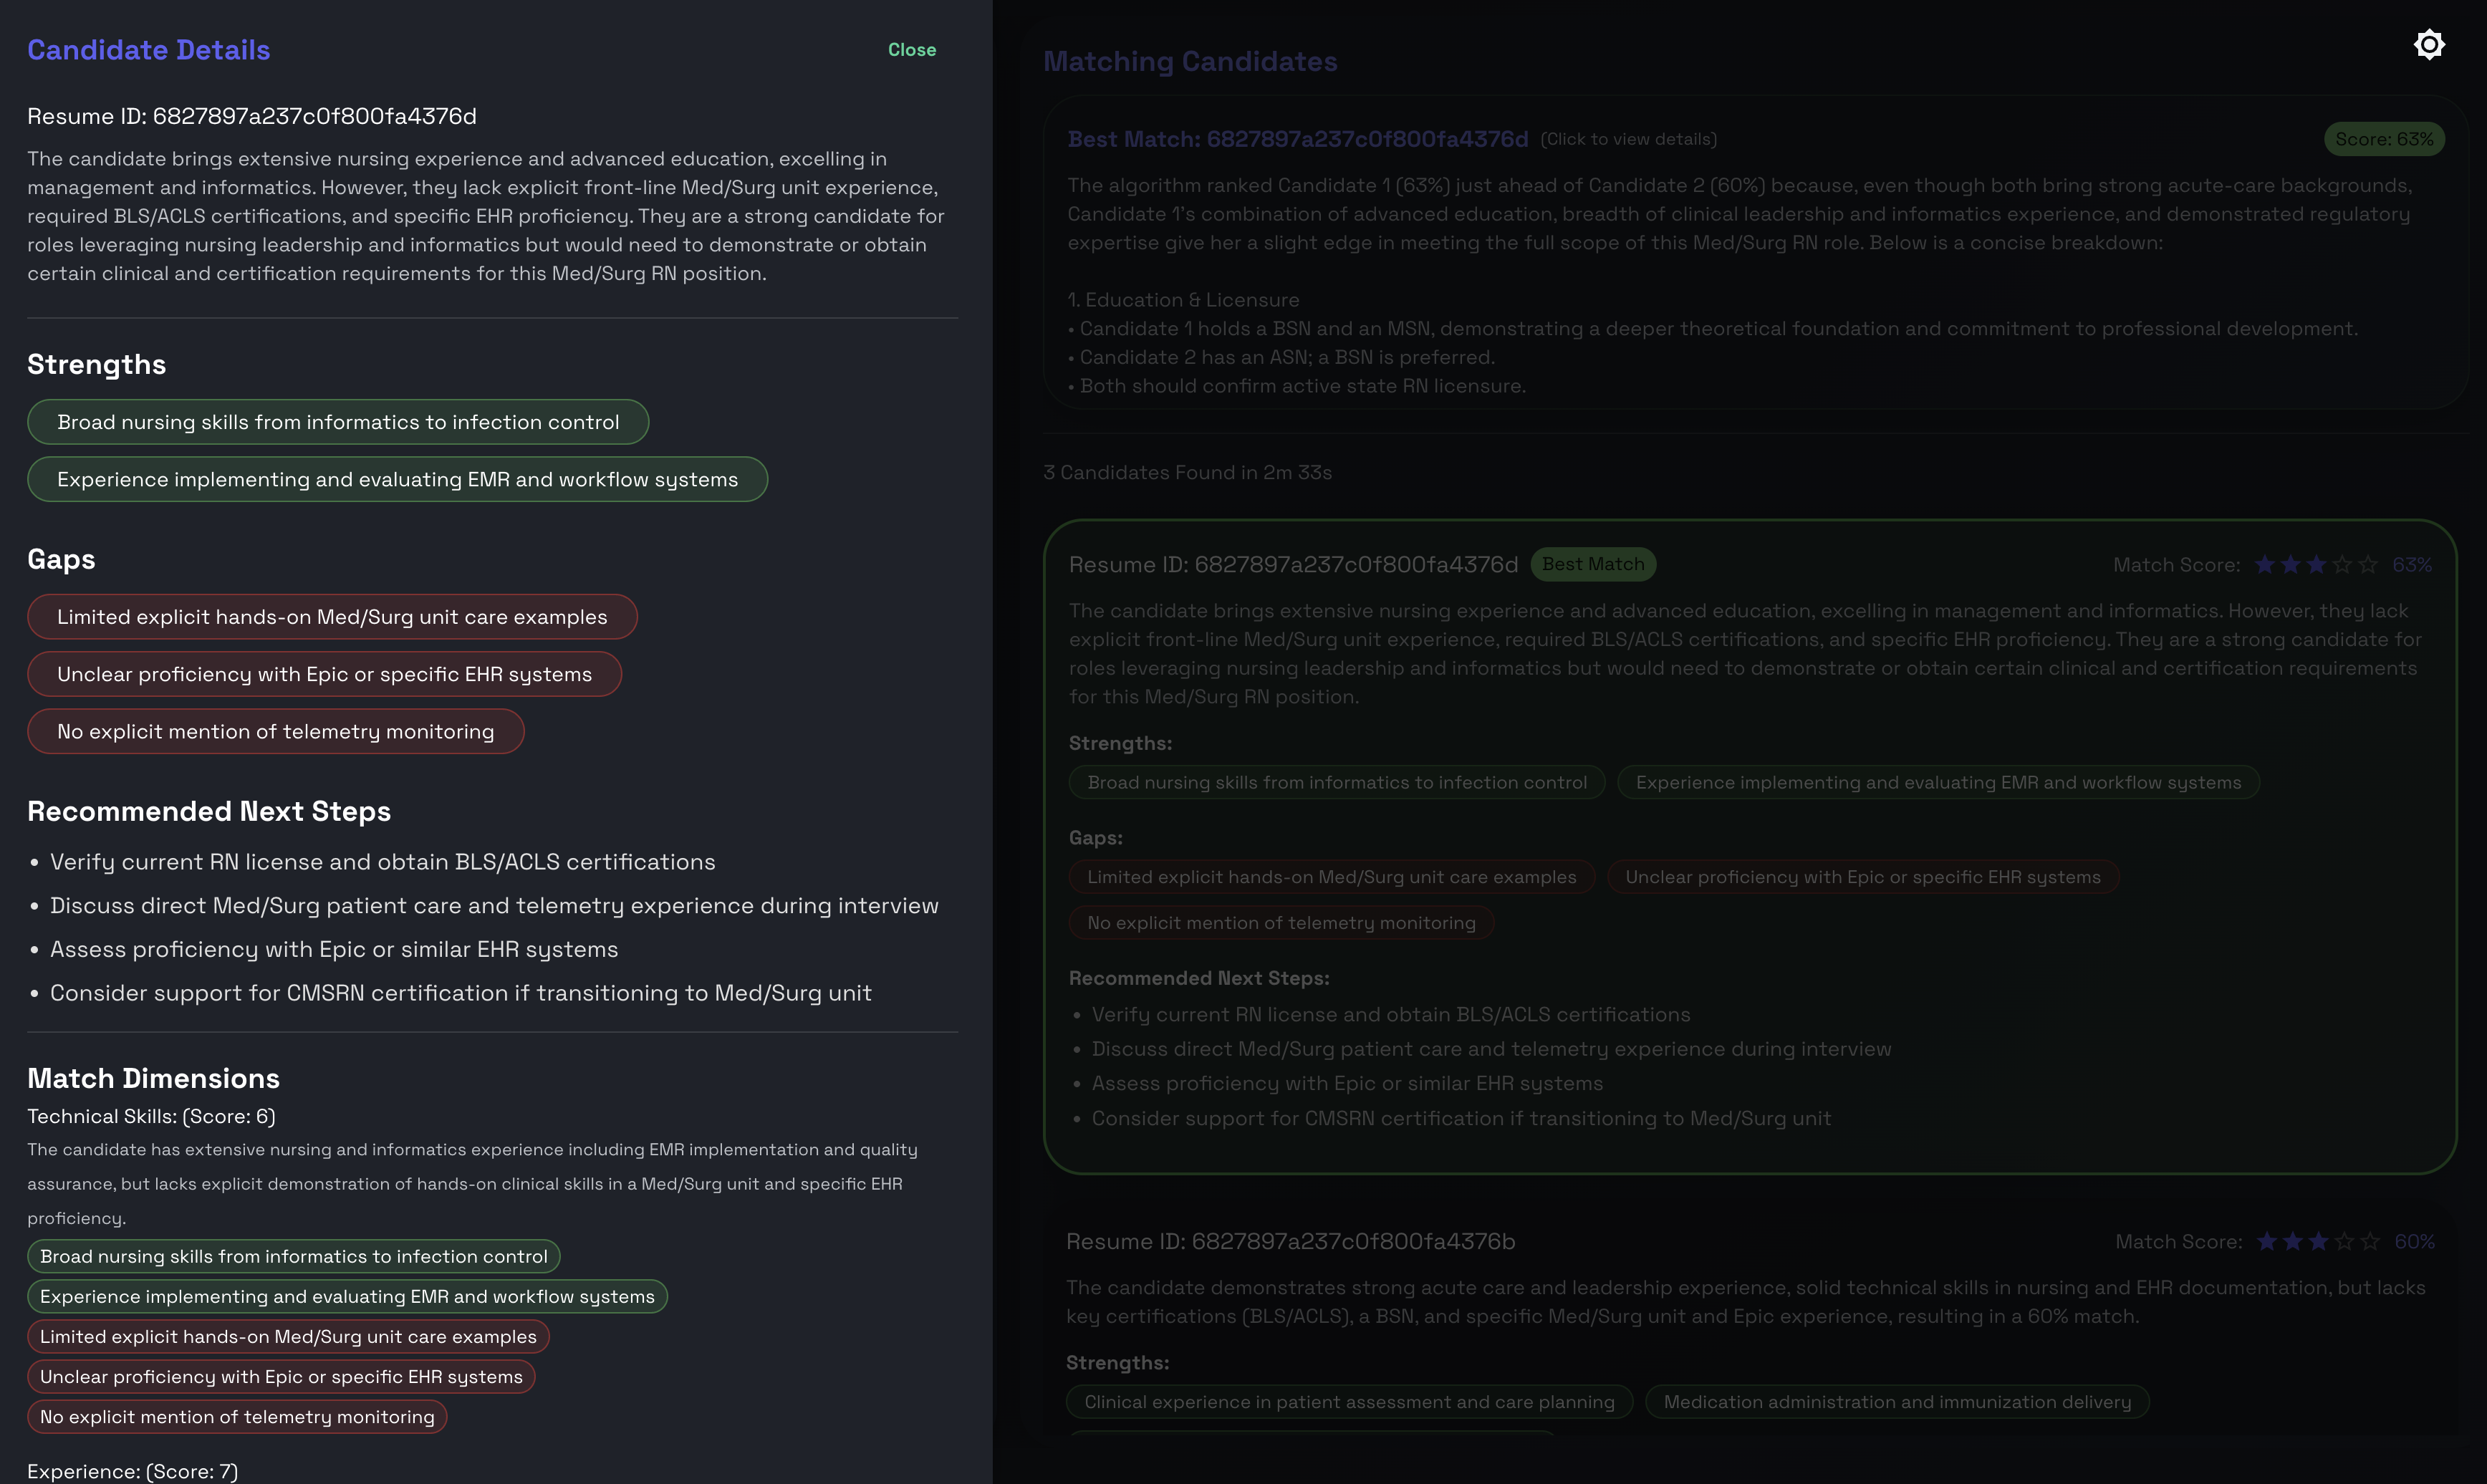 Candidate Details
Close
Resume ID: 6827897a237c0f800fa4376d
The candidate brings extensive nursing experience and advanced education, excelling in
management and informatics. However, they lack explicit front-line Med/Surg unit experience,
required BLS/ACLS certifications, and specific EHR proficiency. They are a strong candidate for
roles leveraging nursing leadership and informatics but would need to demonstrate or obtain
certain clinical and certification requirements for this Med/Surg RN position.
Strengths
Broad nursing skills from informatics to infection control
Experience implementing and evaluating EMR and workflow systems
Gaps
Limited explicit hands-on Med/Surg unit care examples
Unclear proficiency with Epic or specific EHR systems
No explicit mention of telemetry monitoring
Recommended Next Steps
• Verify current RN license and obtain BLS/ACLS certifications
• Discuss direct Med/Surg patient care and telemetry experience during interview
• Assess proficiency with Epic or similar EHR systems
• Consider support for CMSRN certification if transitioning to Med/Surg unit
Match Dimensions
Technical Skills: (Score: 6)
The candidate has extensive nursing and informatics experience including EMR implementation and quality
assurance, but lacks explicit demonstration of hands-on clinical skills in a Med/Surg unit and specific EHR
proficiency.
Broad nursing skills from informatics to infection control
Experience implementing and evaluating EMR and workflow systems
Limited explicit hands-on Med/Surg unit care examples
Unclear proficiency with Epic or specific EHR systems
No explicit mention of telemetry monitoring
Experience: (Score: 7)
Matching Candidates
Best Match: 6827897a237c0f800fa4376d (Click to view details)
Score: 63%
The algorithm ranked Candidate 1 (63%) just ahead of Candidate 2 (60%) because, even though both bring strong acute-care backgrounds,
Candidate 1's combination of advanced education, breadth of clinical leadership and informatics experience, and demonstrated regulatory
expertise give her a slight edge in meeting the full scope of this Med/Surg RN role. Below is a concise breakdown:
1. Education & Licensure
• Candidate 1 holds a BSN and an MSN, demonstrating a deeper theoretical foundation and commitment to professional development.
• Candidate 2 has an ASN; a BSN is preferred.
• Both should confirm active state RN licensure.
3 Candidates Found in 2m 33s
Resume ID: 6827897a237c0f800fa4376d Best Match
Match Score: ★★★☆☆ 63%
The candidate brings extensive nursing experience and advanced education, excelling in management and informatics. However, they lack
explicit front-line Med/Surg unit experience, required BLS/ACLS certifications, and specific EHR proficiency. They are a strong candidate for
roles leveraging nursing leadership and informatics but would need to demonstrate or obtain certain clinical and certification requirements
for this Med/Surg RN position.
Strengths:
Broad nursing skills from informatics to infection control Experience implementing and evaluating EMR and workflow systems
Gaps:
Limited explicit hands-on Med/Surg unit care examples Unclear proficiency with Epic or specific EHR systems
No explicit mention of telemetry monitoring
Recommended Next Steps:
• Verify current RN license and obtain BLS/ACLS certifications
• Discuss direct Med/Surg patient care and telemetry experience during interview
• Assess proficiency with Epic or similar EHR systems
• Consider support for CMSRN certification if transitioning to Med/Surg unit
Resume ID: 6827897a237c0f800fa4376b
Match Score: ★★★☆☆ 60%
The candidate demonstrates strong acute care and leadership experience, solid technical skills in nursing and EHR documentation, but lacks
key certifications (BLS/ACLS), a BSN, and specific Med/Surg unit and Epic experience, resulting in a 60% match.
Strengths:
Clinical experience in patient assessment and care planning Medication administration and immunization delivery